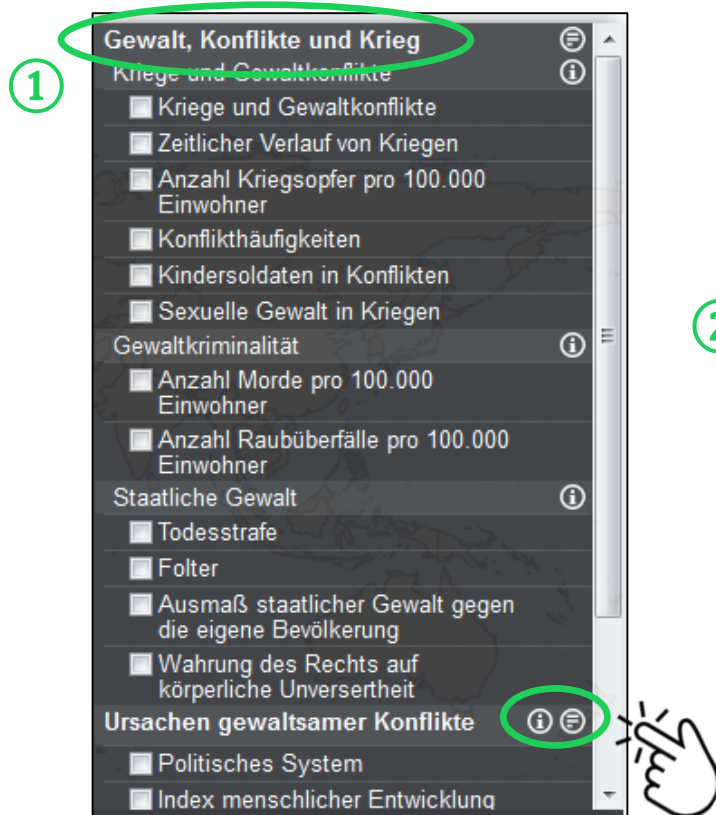 Gewalt, Konflikte und Krieg
1
Kriege und Gewaltkonflikte
Kriege und Gewaltkonflikte
Zeitlicher Verlauf von Kriegen
Anzahl Kriegsopfer pro 100.000
Einwohner
Konflikthäufigkeiten
Kindersoldaten in Konflikten
Sexuelle Gewalt in Kriegen
2
Gewaltkriminalität
Anzahl Morde pro 100.000
Einwohner
Anzahl Raubüberfälle pro 100.000
Einwohner
Staatliche Gewalt
Todesstrafe
Folter
Ausmaß staatlicher Gewalt gegen
die eigene Bevölkerung
Wahrung des Rechts auf
körperliche Unversertheit
Ursachen gewaltsamer Konflikte
Politisches System
Index menschlicher Entwicklung